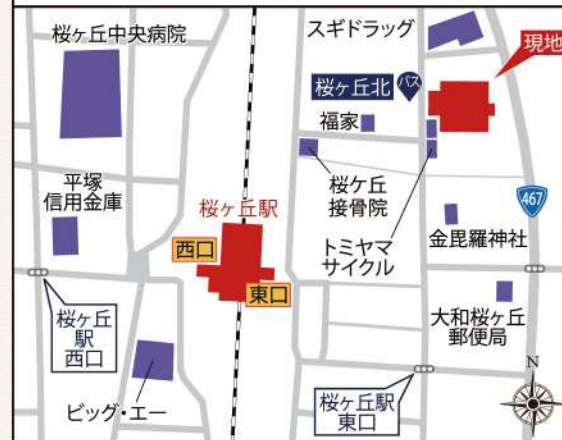 桜ヶ丘中央病院
スギドラッグ
現地
桜ヶ丘北
バス
福家
平塚
信用金庫
桜ヶ丘駅
桜ケ丘
接骨院
467
西口
トミヤマ
サイクル
金毘羅神社
東口
桜ヶ丘
駅
西口
大和桜ヶ丘
郵便局
ビッグ・エー
桜ヶ丘駅
東口
N